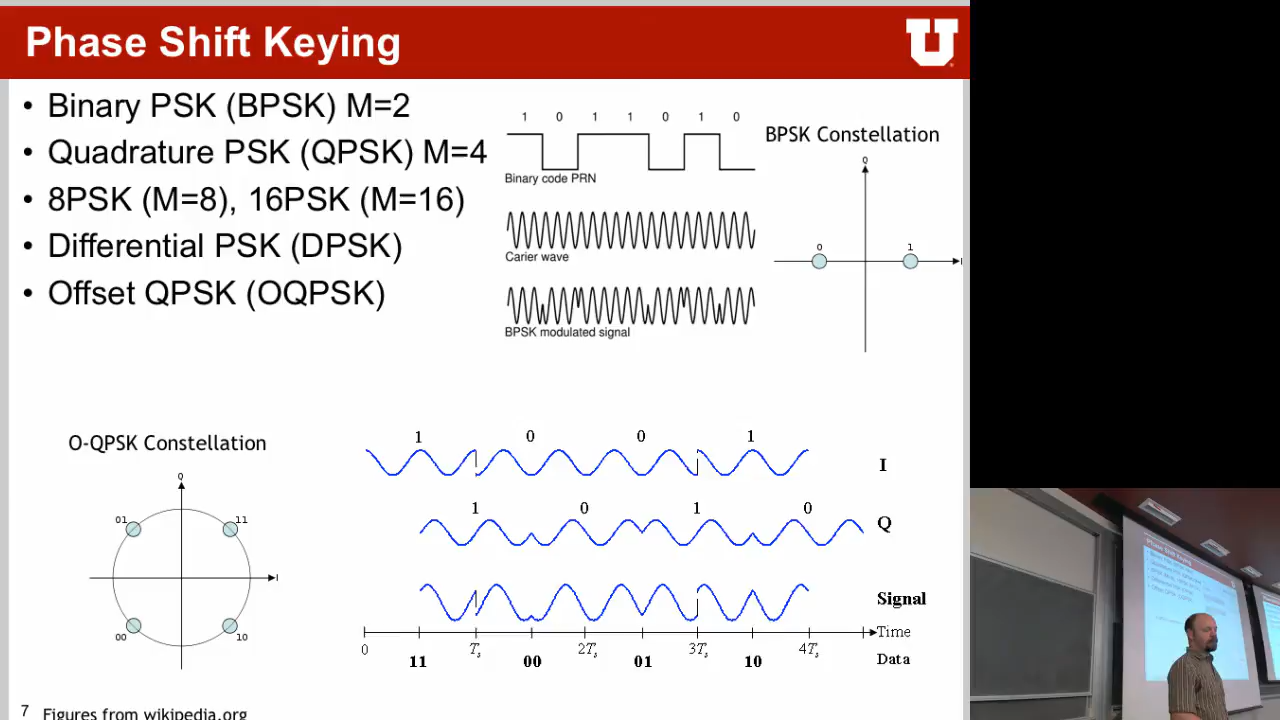 Phase Shift Keying
U
• Binary PSK (BPSK) M=2
• Quadrature PSK (QPSK) M=4
• 8PSK (M=8), 16PSK (M=16)
• Differential PSK (DPSK)
• Offset QPSK (OQPSK)
1 0 1 1 0 1 0
Binary code PRN
Carier wave
BPSK modulated signal
BPSK Constellation
Q
0 1
I
O-QPSK Constellation
Q
01 11
I
00 10
1 0 0 1
I
1 0 1 0
Q
Signal
Time
0 Ts 2Ts 3Ts 4Ts
11 00 01 10 Data
7 Figures from wikipedia.org
Phase Shift Keying